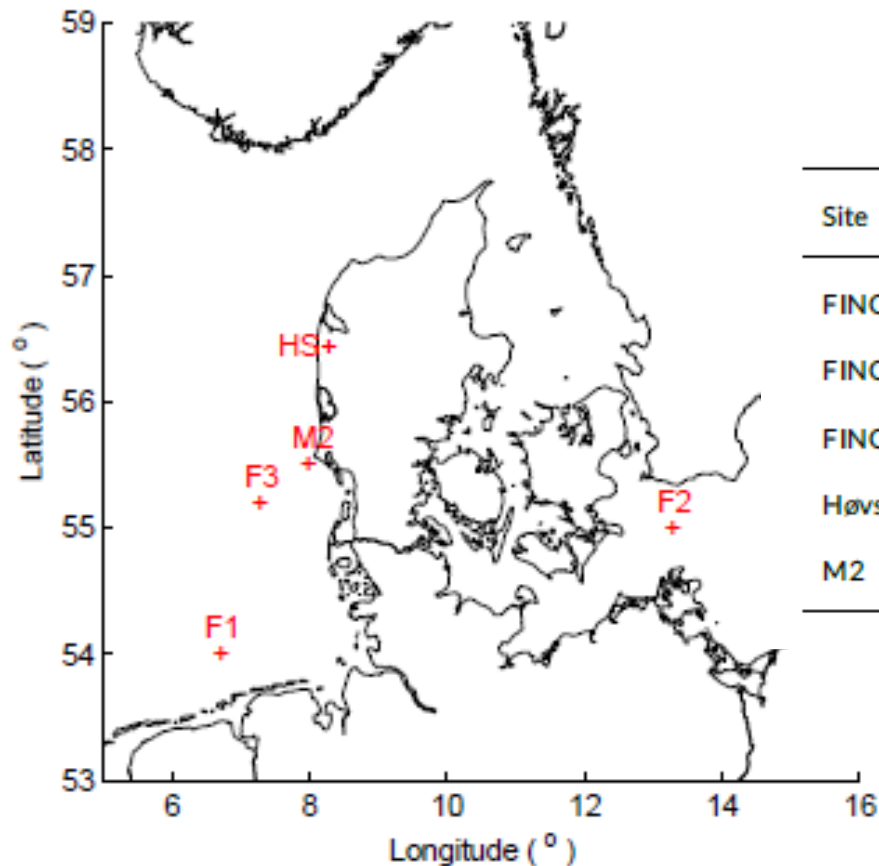 59
58
57
56
55
54
53
Latitude ( o )
HS
M2
F3
F2
F1
6 8 10 12 14 16
Longitude ( o )
Site
FINO
FINO
FINO
Høvs
M2